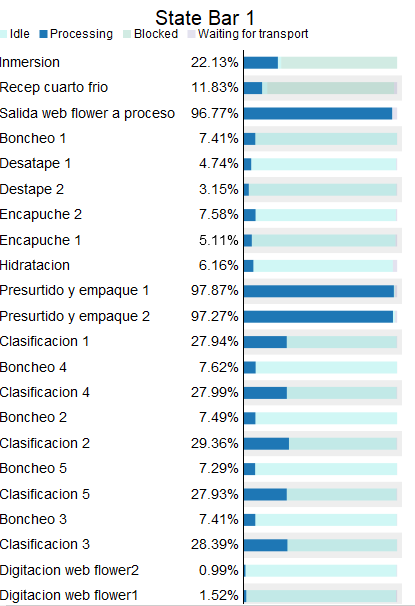 State Bar 1
Idle Processing Blocked Waiting for transport
Inmersion 22.13%
Recep cuarto frio 11.83%
Salida web flower a proceso 96.77%
Boncheo 1 7.41%
Desatape 1 4.74%
Destape 2 3.15%
Encapuche 2 7.58%
Encapuche 1 5.11%
Hidratacion 6.16%
Presurtido y empaque 1 97.87%
Presurtido y empaque 2 97.27%
Clasificacion 1 27.94%
Boncheo 4 7.62%
Clasificacion 4 27.99%
Boncheo 2 7.49%
Clasificacion 2 29.36%
Boncheo 5 7.29%
Clasificacion 5 27.93%
Boncheo 3 7.41%
Clasificacion 3 28.39%
Digitacion web flower2 0.99%
Digitacion web flower1 1.52%